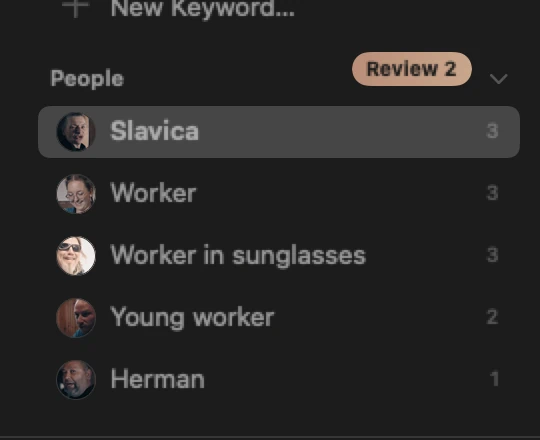 New Keyword...
People Review 2
Slavica 3
Worker 3
Worker in sunglasses 3
Young worker 2
Herman 1